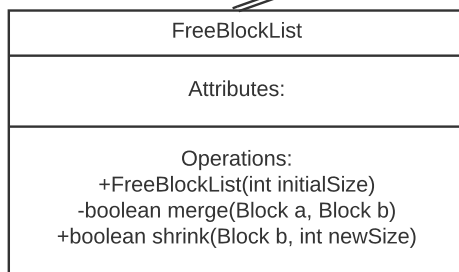 FreeBlockList
Attributes:
Operations:
+FreeBlockList(int initialSize)
-boolean merge(Block a, Block b)
+boolean shrink(Block b, int newSize)